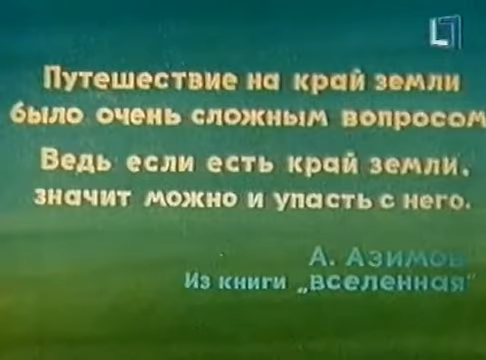 Путешествие на край земли
было очень сложным вопросом
Ведь если есть край земли,
значит можно и упасть с него.
А. Азимов
Из книги „вселенная"